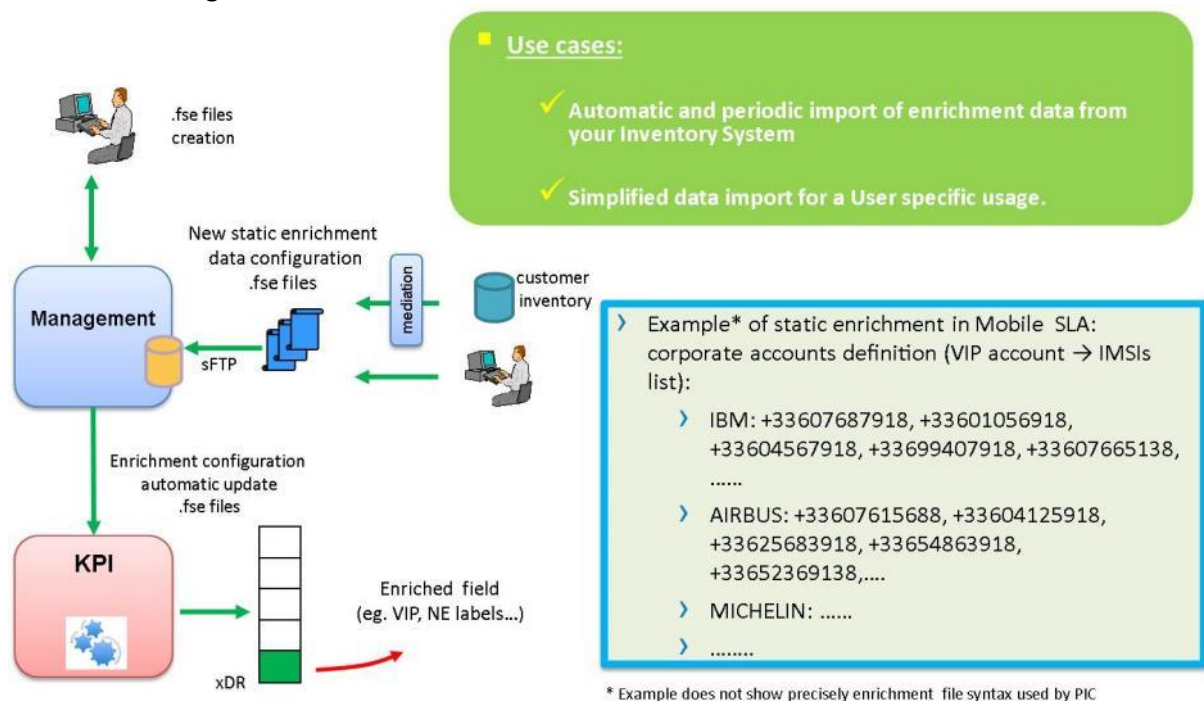 Use cases:
Automatic and periodic import of enrichment data from
your Inventory System
Simplified data import for a User specific usage.
.fse files
creation
New static enrichment
data configuration
.fse files
mediation
customer
inventory
Management
sFTP
Enrichment configuration
automatic update
.fse files
KPI
xDR
Enriched field
(eg. VIP, NE labels...)
Example* of static enrichment in Mobile SLA:
corporate accounts definition (VIP account → IMSIs
list):
IBM: +33607687918, +33601056918,
+33604567918, +33699407918, +33607665138,
......
AIRBUS: +33607615688, +33604125918,
+33625683918, +33654863918,
+33652369138,....
MICHELIN: ......
........
* Example does not show precisely enrichment file syntax used by PIC